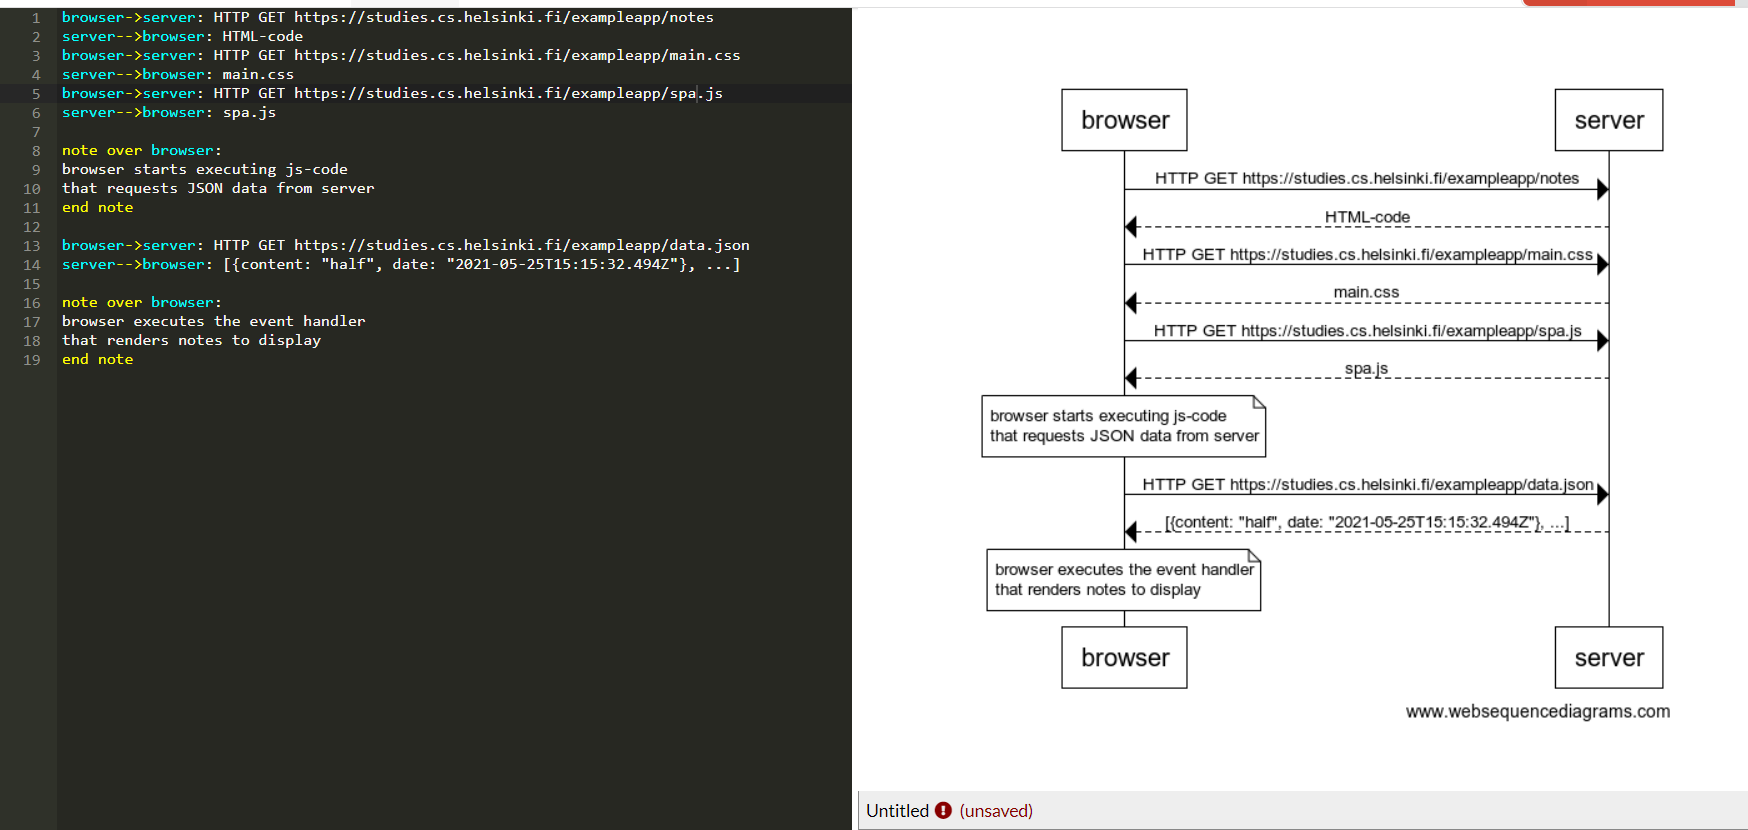 1 browser->server: HTTP GET https://studies.cs.helsinki.fi/exampleapp/notes
2 server-->browser: HTML-code
3 browser->server: HTTP GET https://studies.cs.helsinki.fi/exampleapp/main.css
4 server-->browser: main.css
5 browser->server: HTTP GET https://studies.cs.helsinki.fi/exampleapp/spa.js
6 server-->browser: spa.js
7
8 note over browser:
9 browser starts executing js-code
10 that requests JSON data from server
11 end note
12
13 browser->server: HTTP GET https://studies.cs.helsinki.fi/exampleapp/data.json
14 server-->browser: [{content: "half", date: "2021-05-25T15:15:32.494Z"}, ...]
15
16 note over browser:
17 browser executes the event handler
18 that renders notes to display
19 end note
browser server
HTTP GET https://studies.cs.helsinki.fi/exampleapp/notes
HTML-code
HTTP GET https://studies.cs.helsinki.fi/exampleapp/main.css
main.css
HTTP GET https://studies.cs.helsinki.fi/exampleapp/spa.js
spa.js
browser starts executing js-code
that requests JSON data from server
HTTP GET https://studies.cs.helsinki.fi/exampleapp/data.json
[{content: "half", date: "2021-05-25T15:15:32.494Z"}, ...]
browser executes the event handler
that renders notes to display
browser server
www.websequencediagrams.com
Untitled ! (unsaved)